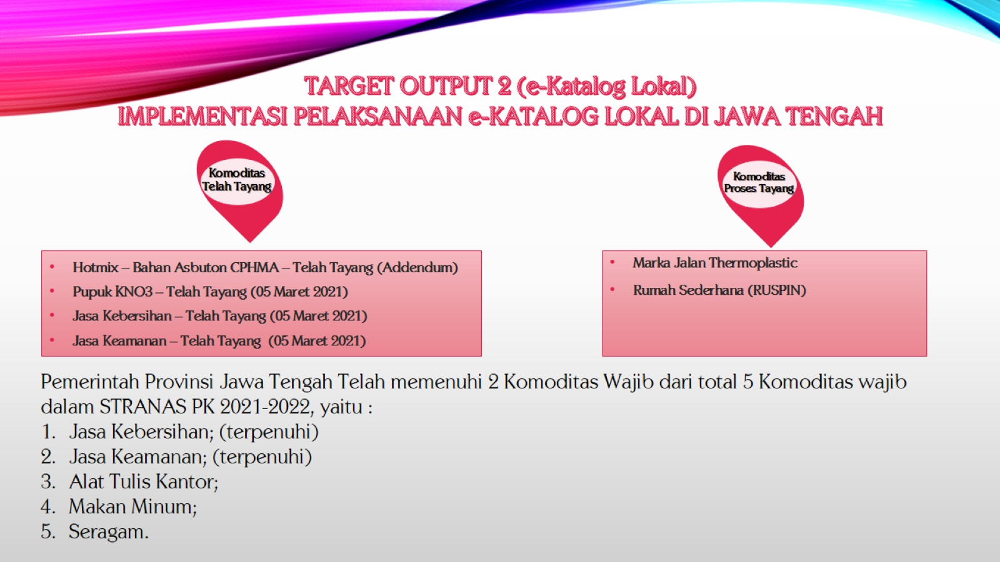 TARGET OUTPUT 2 (e-Katalog Lokal)
IMPLEMENTASI PELAKSANAAN e-KATALOG LOKAL DI JAWA TENGAH
Komoditas
Telah Tayang
• Hotmix – Bahan Asbuton CPHMA – Telah Tayang (Addendum)
• Pupuk KNO3 – Telah Tayang (05 Maret 2021)
• Jasa Kebersihan – Telah Tayang (05 Maret 2021)
• Jasa Keamanan – Telah Tayang (05 Maret 2021)
Komoditas
Proses Tayang
• Marka Jalan Thermoplastic
• Rumah Sederhana (RUSPIN)
Pemerintah Provinsi Jawa Tengah Telah memenuhi 2 Komoditas Wajib dari total 5 Komoditas wajib
dalam STRANAS PK 2021-2022, yaitu :
1. Jasa Kebersihan; (terpenuhi)
2. Jasa Keamanan; (terpenuhi)
3. Alat Tulis Kantor;
4. Makan Minum;
5. Seragam.